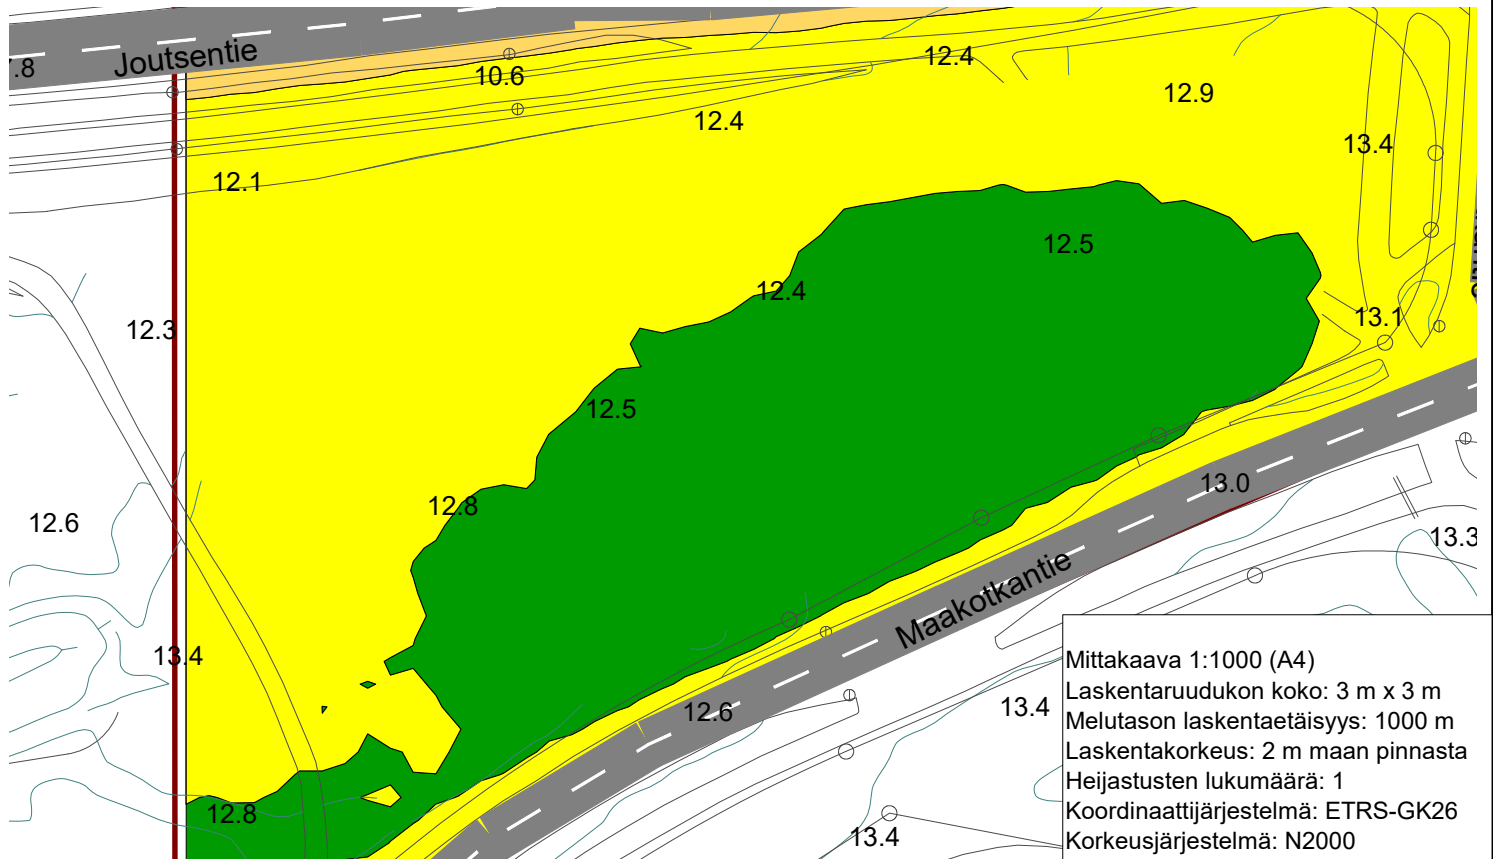 Joutsentie
7.8
10.6
12.4
12.9
12.4
13.4
12.1
12.5
12.4
12.3
13.1
12.5
12.8
13.0
12.6
13.3
Maakotkantie
13.4
12.6
13.4
12.8
13.4
Mittakaava 1:1000 (A4)
Laskentaruudukon koko: 3 m x 3 m
Melutason laskentaetäisyys: 1000 m
Laskentakorkeus: 2 m maan pinnasta
Heijastusten lukumäärä: 1
Koordinaattijärjestelmä: ETRS-GK26
Korkeusjärjestelmä: N2000